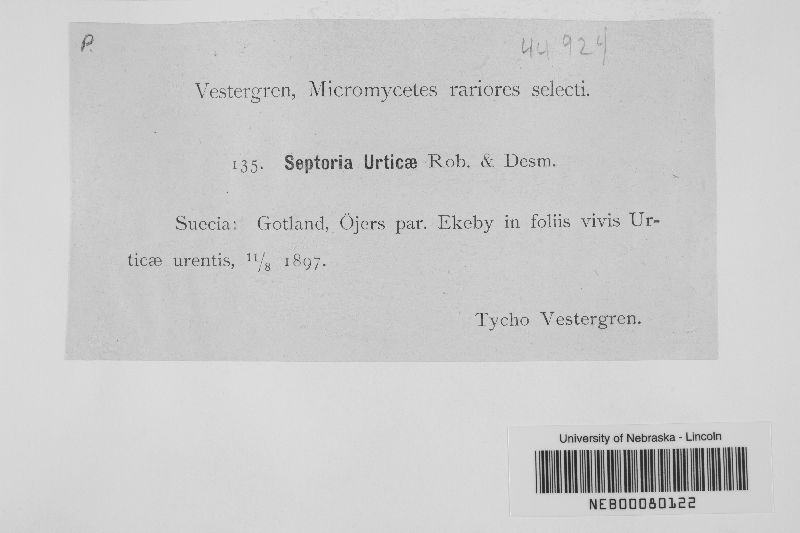 P.
44924
Vestergren, Micromycetes rariores selecti.
135. Septoria Urticæ Rob. & Desm.
Suecia: Gotland, Öjers par. Ekeby in foliis vivis Ur-
ticæ urentis, 11/8 1897.
Tycho Vestergren.
University of Nebraska - Lincoln
NEB00080122